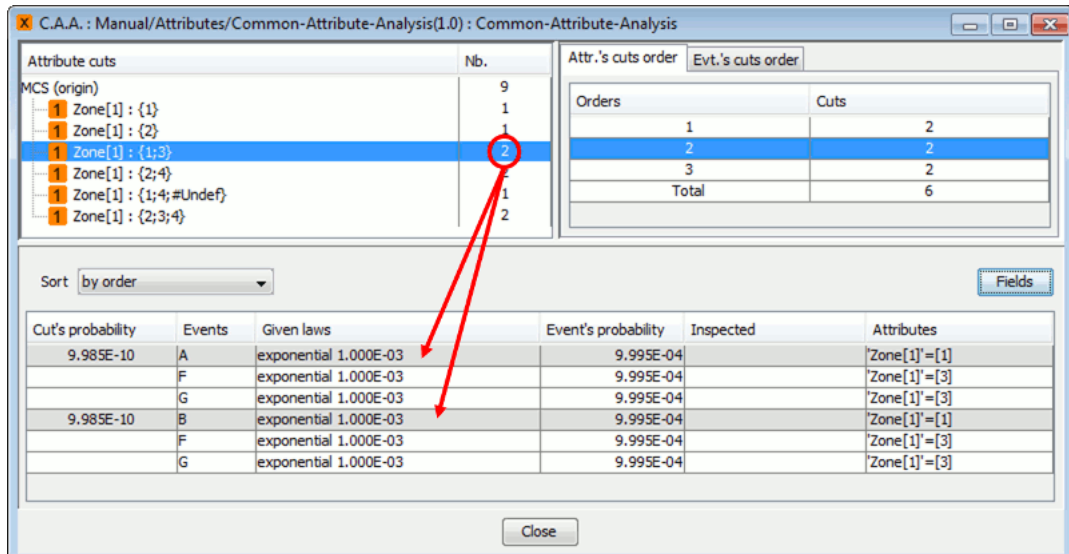 X C.A.A. : Manual/Attributes/Common-Attribute-Analysis(1.0) : Common-Attribute-Analysis
Attribute cuts Nb.
MCS (origin) 9
1 Zone[1] : {1} 1
1 Zone[1] : {2} 1
1 Zone[1] : {1;3} 2
1 Zone[1] : {2;4} 2
1 Zone[1] : {1;4;#Undef} 1
1 Zone[1] : {2;3;4} 2
Attr.'s cuts order Evt.'s cuts order
Orders Cuts
1 2
2 2
3 2
Total 6
Sort by order Fields
Cut's probability Events Given laws Event's probability Inspected Attributes
9.985E-10 A exponential 1.000E-03 9.995E-04 'Zone[1]'=[1]
F exponential 1.000E-03 9.995E-04 'Zone[1]'=[3]
G exponential 1.000E-03 9.995E-04 'Zone[1]'=[3]
9.985E-10 B exponential 1.000E-03 9.995E-04 'Zone[1]'=[1]
F exponential 1.000E-03 9.995E-04 'Zone[1]'=[3]
G exponential 1.000E-03 9.995E-04 'Zone[1]'=[3]
Close